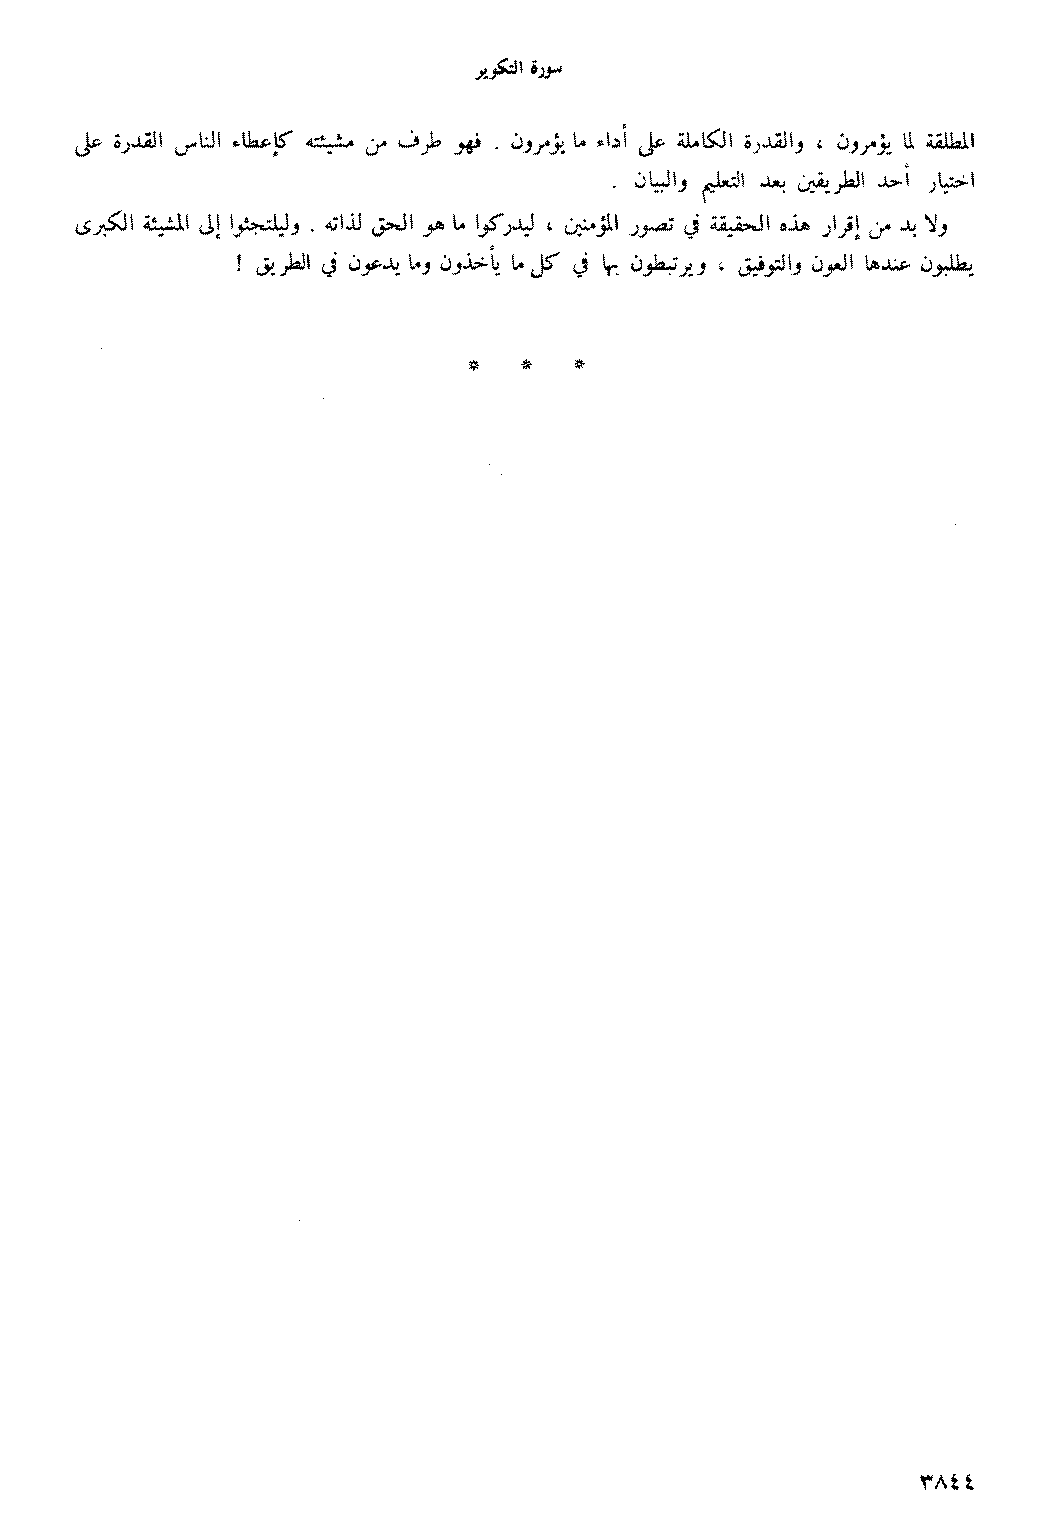 سورة التكوير
المطلقة لما يؤمرون ، والقدرة الكاملة على أداء ما يؤمرون . فهو طرف من مشيئته كإعطاء الناس القدرة على
اختيار أحد الطريقين بعد التعليم والبيان .
ولا بد من إقرار هذه الحقيقة في تصور المؤمنين ، ليدركوا ما هو الحق لذاته . وليلتجئوا إلى المشيئة الكبرى
يطلبون عندها العون والتوفيق ، ويرتبطون بها في كل ما يأخذون وما يدعون في الطريق !
* * *
٣٨٤٤